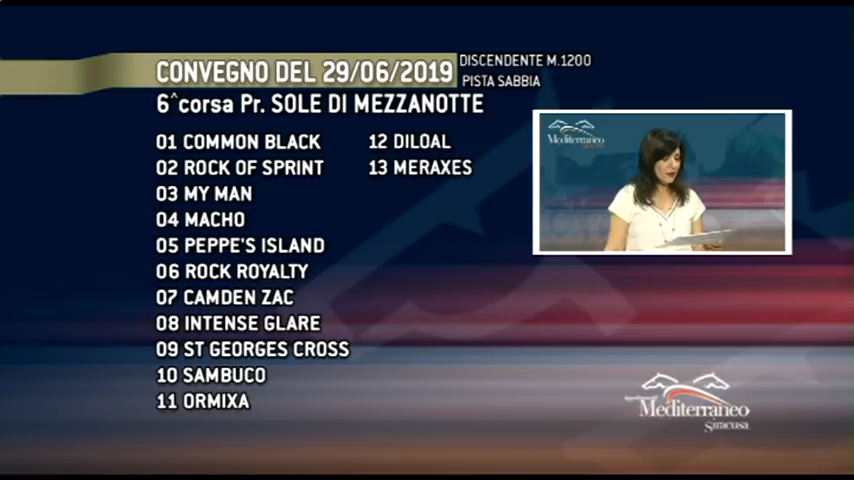 CONVEGNO DEL 29/06/2019
DISCENDENTE M.1200
PISTA SABBIA
6^corsa Pr. SOLE DI MEZZANOTTE
01 COMMON BLACK
02 ROCK OF SPRINT
03 MY MAN
04 MACHO
05 PEPPE'S ISLAND
06 ROCK ROYALTY
07 CAMDEN ZAC
08 INTENSE GLARE
09 ST GEORGES CROSS
10 SAMBUCO
11 ORMIXA
12 DILOAL
13 MERAXES
Mediterraneo
Mediterraneo
Siracusa